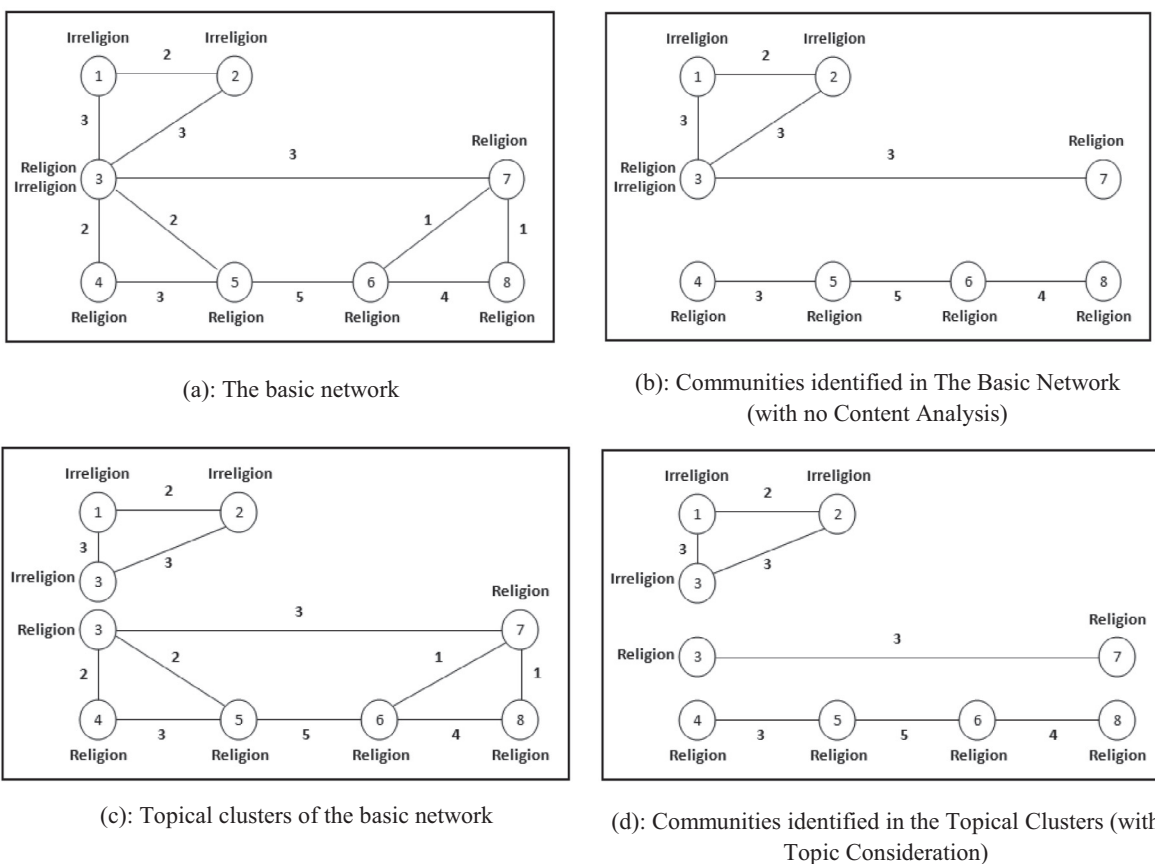 Irreligion Irreligion
2
1 2
3
3
3
Religion
Religion
Irreligion 3 7
2 2 1 1
4 5 6 8
3 5 4
Religion Religion Religion Religion
(a): The basic network
Irreligion Irreligion
2
1 2
3
3
3
Religion
Religion
Irreligion 3 7
4 5 6 8
3 5 4
Religion Religion Religion Religion
(b): Communities identified in The Basic Network
(with no Content Analysis)
Irreligion Irreligion
2
1 2
3
3
Irreligion 3
Religion
3
Religion 3 7
2 2 1 1
4 5 6 8
3 5 4
Religion Religion Religion Religion
(c): Topical clusters of the basic network
Irreligion Irreligion
2
1 2
3
3
Irreligion 3
Religion
3
Religion 3 7
4 5 6 8
3 5 4
Religion Religion Religion Religion
(d): Communities identified in the Topical Clusters (with
Topic Consideration)